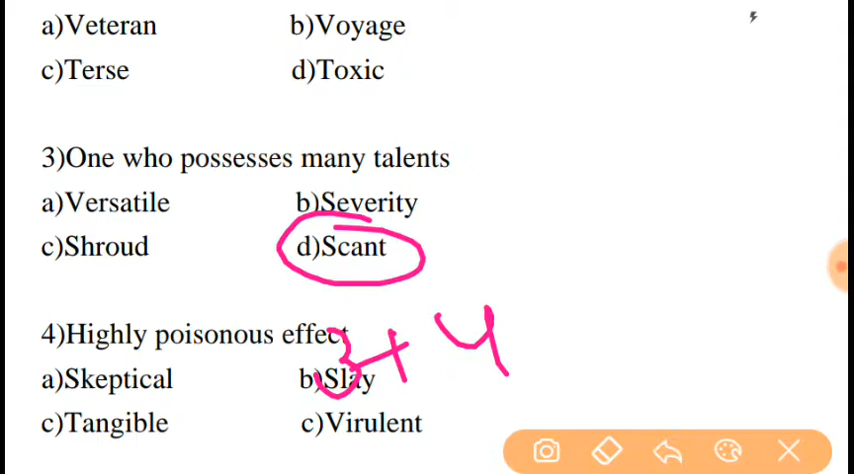 a)Veteran b)Voyage
c)Terse d)Toxic
3)One who possesses many talents
a)Versatile b)Severity
c)Shroud d)Scant
4)Highly poisonous effect
3+4
a)Skeptical b)Slay
c)Tangible c)Virulent